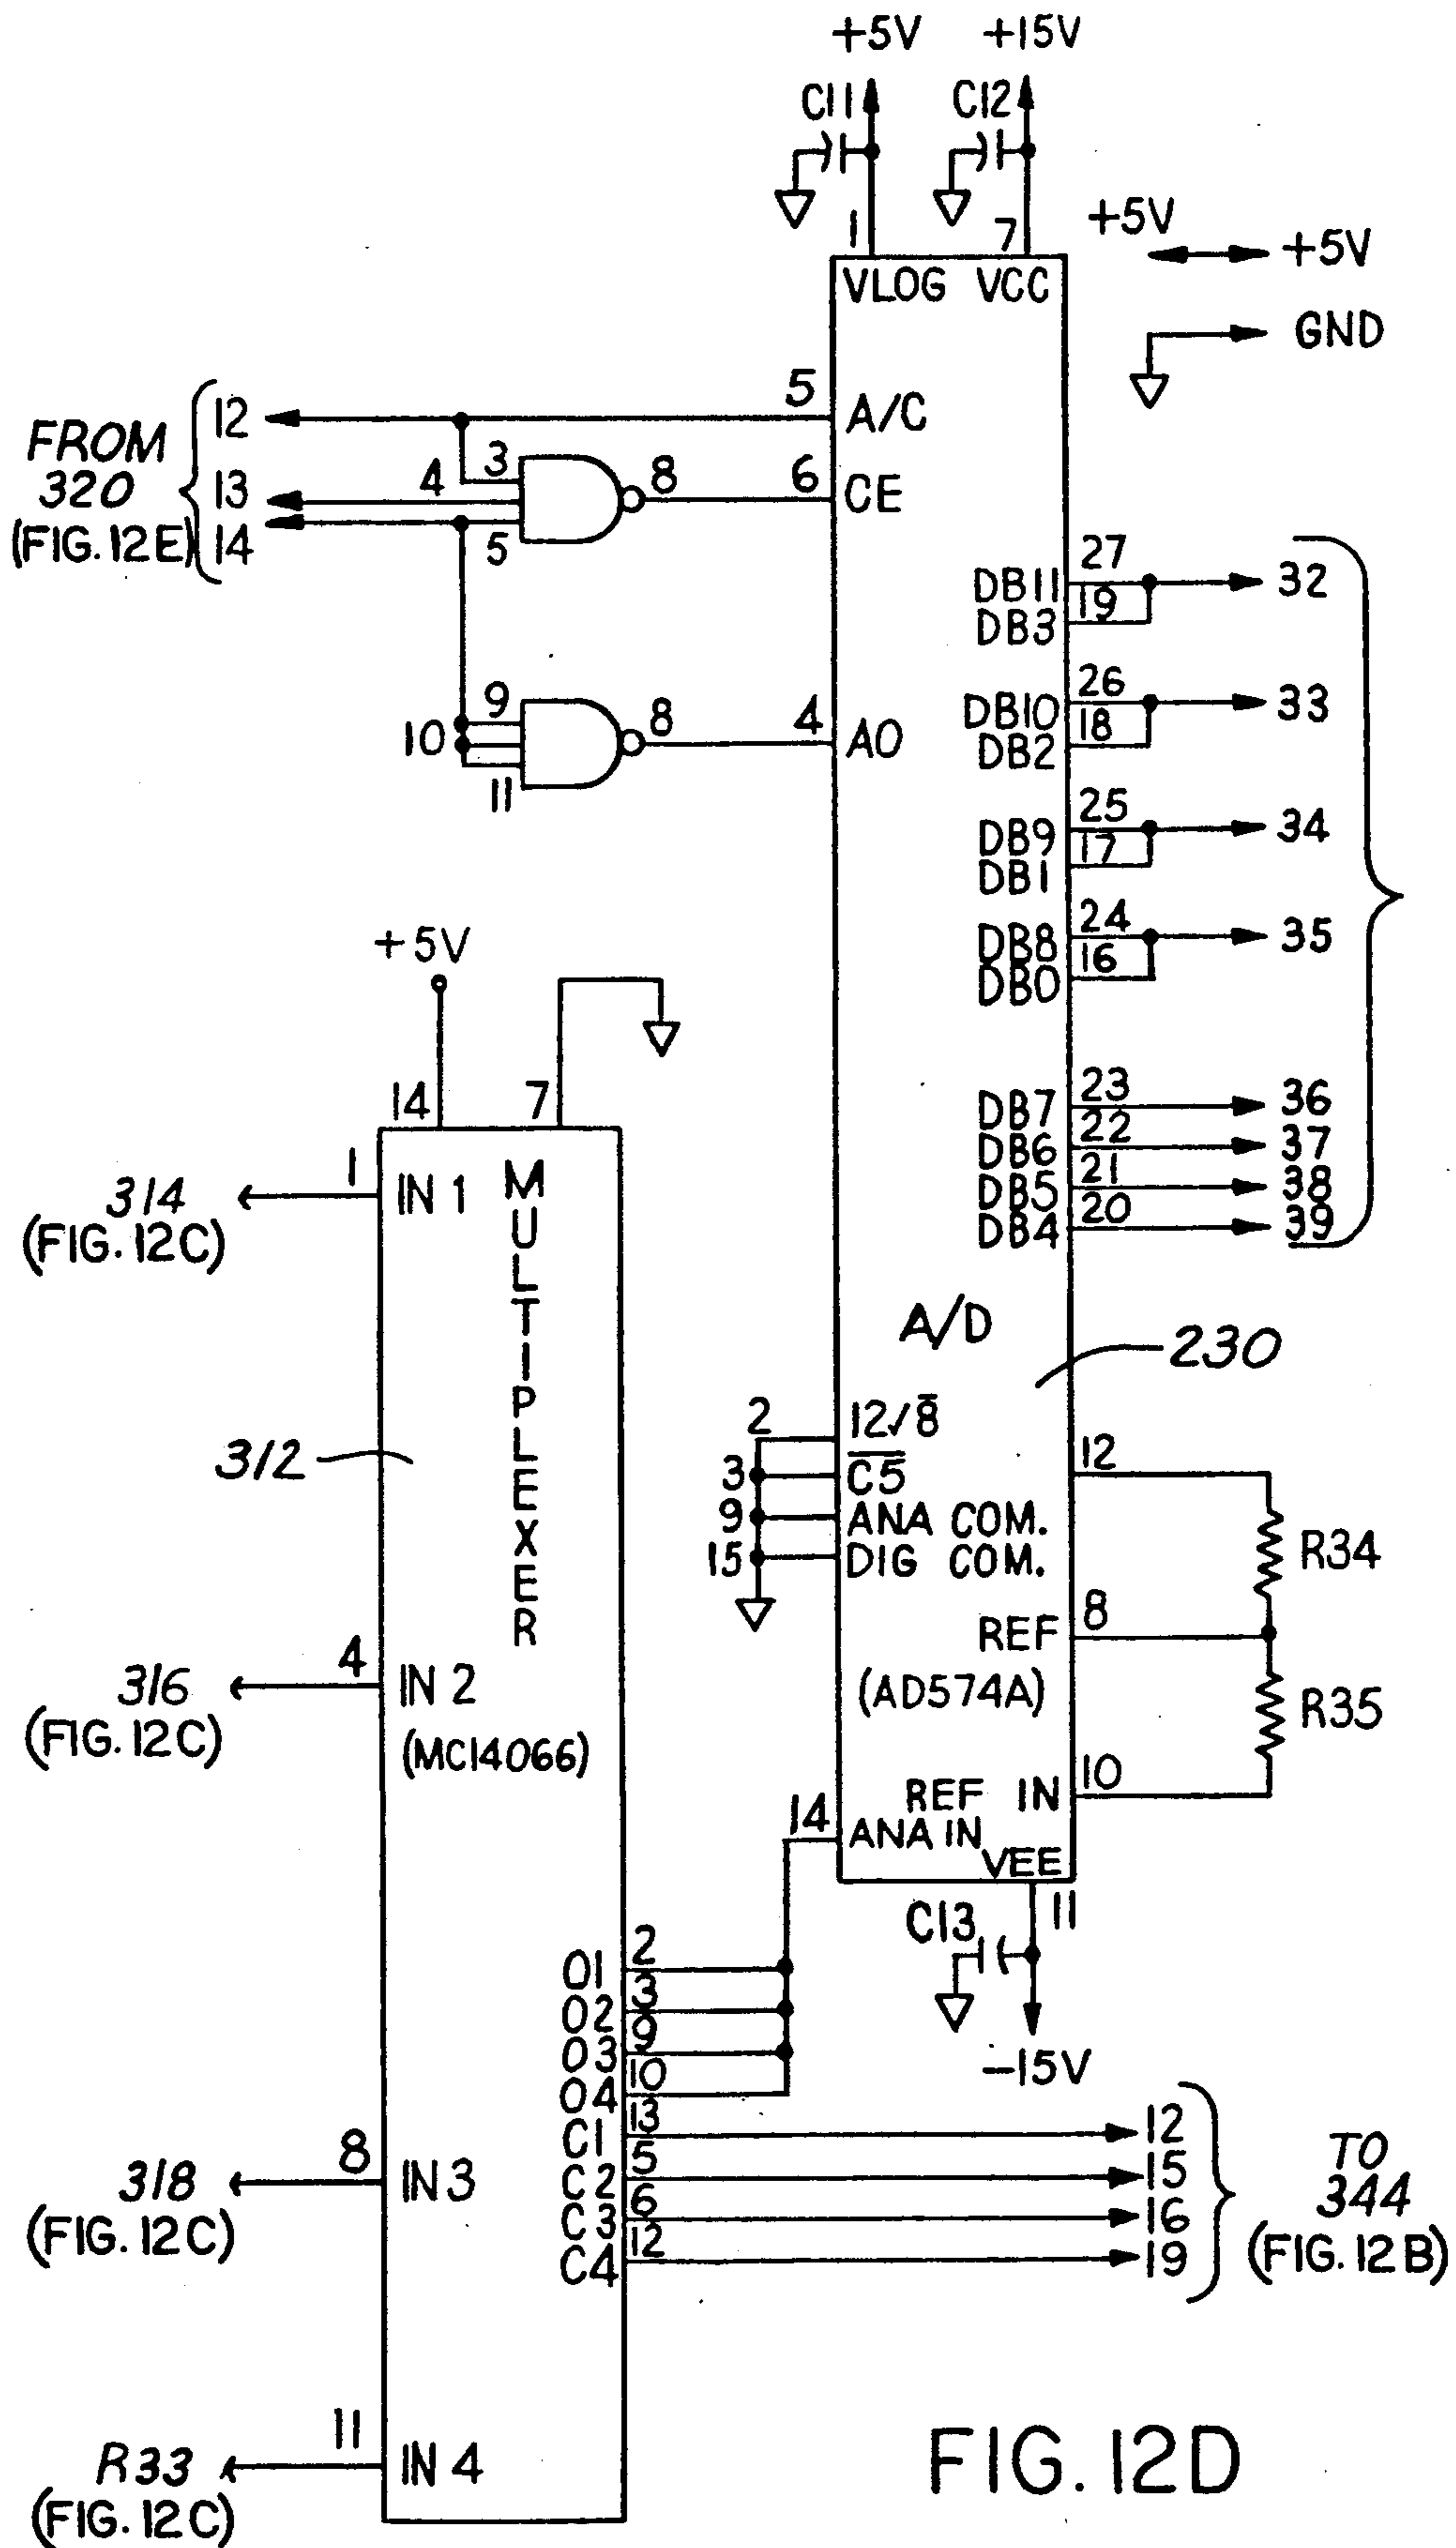 +5V +15V
C11 C12
1 7
+5V +5V
VLOG VCC
GND
FROM
320
(FIG. 12E)
12
13
14
5 A/C
3
4
5
8
6 CE
9
10
11
8
4 A0
DB11 27
DB3 19
32
DB10 26
DB2 18
33
DB9 25
DB1 17
34
DB8 24
DB0 16
35
DB7 23 36
DB6 22 37
DB5 21 38
DB4 20 39
+5V
14 7
314
(FIG. 12C)
1 IN 1
MULTIPLEXER
A/D
230
312
2 12/8̅
3 C̅5̅
9 ANA COM.
15 DIG COM.
12
R34
REF 8
(AD574A)
R35
316
(FIG. 12C)
4 IN 2
(MC14066)
REF IN 10
14 ANA IN
VEE
11
C13
-15V
O1 2
O2 3
O3 9
O4 10
C1 13 12
C2 5 15
C3 6 16
C4 12 19
TO
344
(FIG. 12B)
318
(FIG. 12C)
8 IN 3
R33
(FIG. 12C)
11 IN 4
FIG. 12D